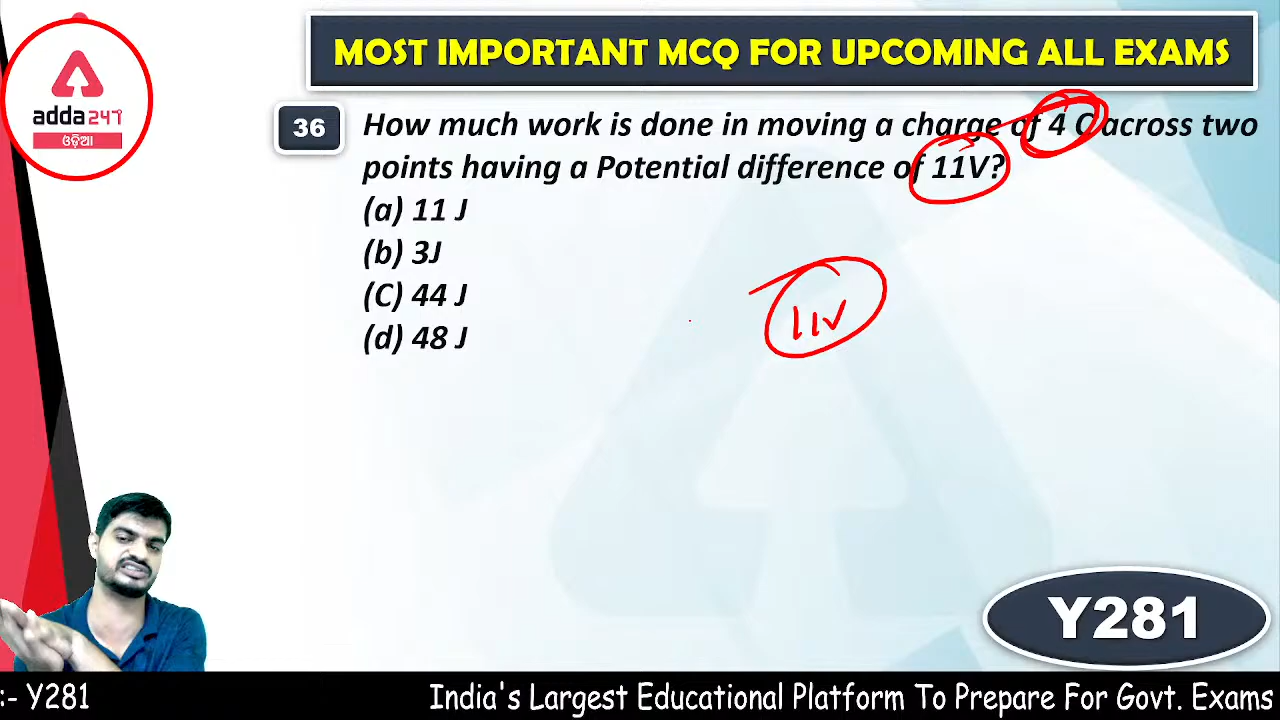 MOST IMPORTANT MCQ FOR UPCOMING ALL EXAMS
adda247
ଓଡ଼ିଆ
36
How much work is done in moving a charge of 4 C across two
points having a Potential difference of 11V?
(a) 11 J
(b) 3J
(C) 44 J
(d) 48 J
11V
Y281
:- Y281
India's Largest Educational Platform To Prepare For Govt. Exams